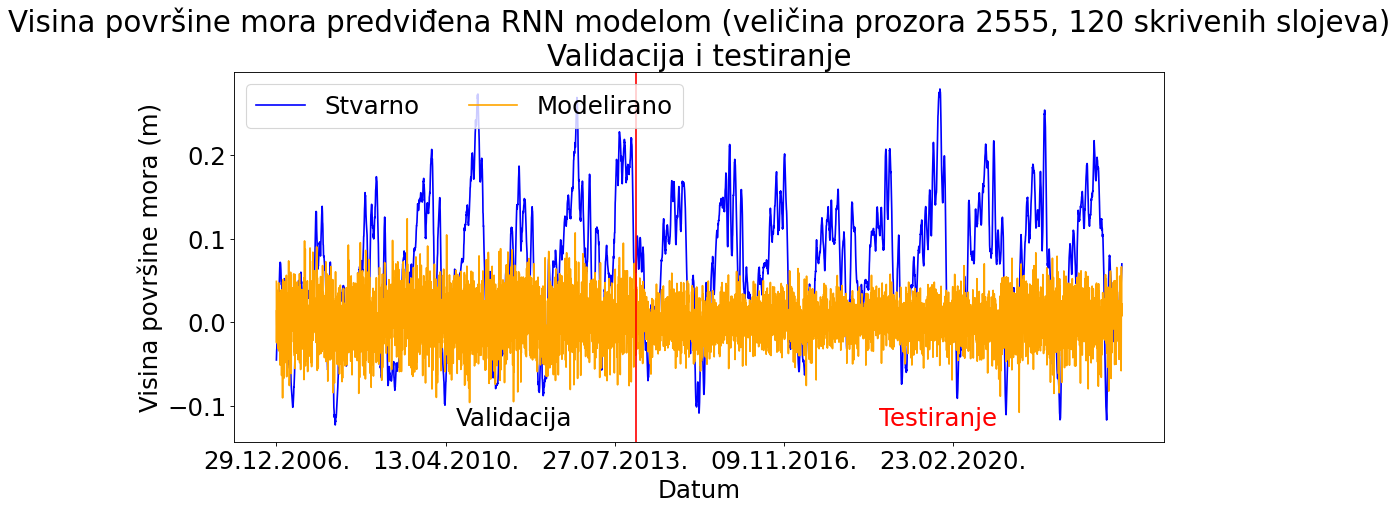 Visina površine mora predviđena RNN modelom (veličina prozora 2555, 120 skrivenih slojeva)
Validacija i testiranje
Stvarno
Modelirano
Visina površine mora (m)
0.2
0.1
0.0
−0.1
Validacija
Testiranje
29.12.2006.
13.04.2010.
27.07.2013.
09.11.2016.
23.02.2020.
Datum